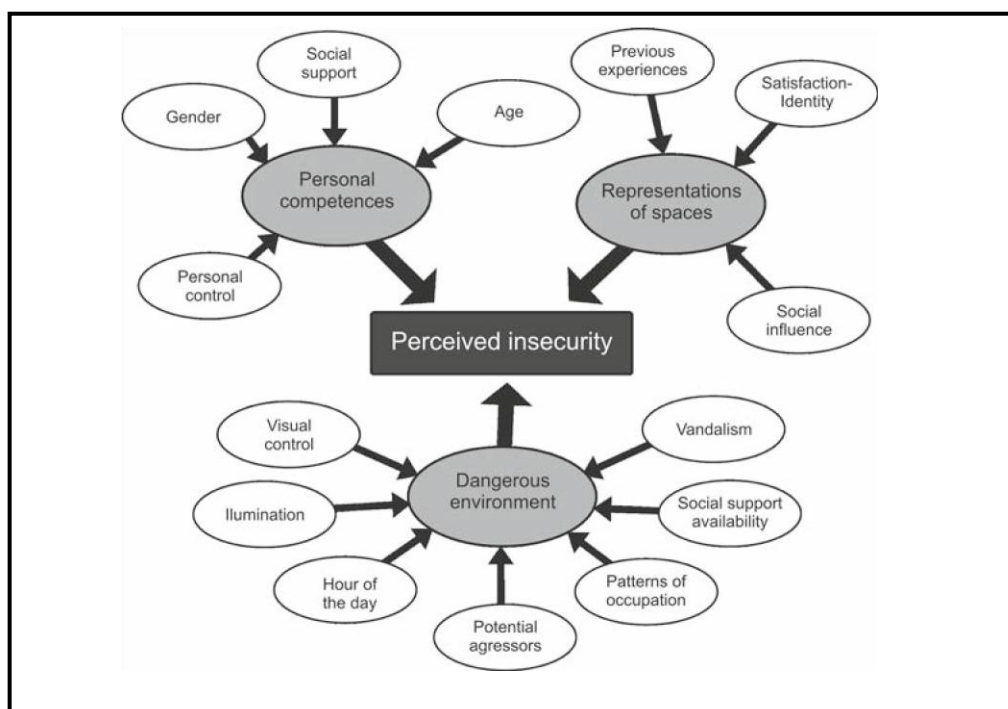 Social
support
Previous
experiences
Satisfaction-
Identity
Gender
Age
Personal
competences
Representations
of spaces
Personal
control
Social
influence
Perceived insecurity
Visual
control
Vandalism
Dangerous
environment
Ilumination
Social support
availability
Hour of
the day
Patterns of
occupation
Potential
agressors